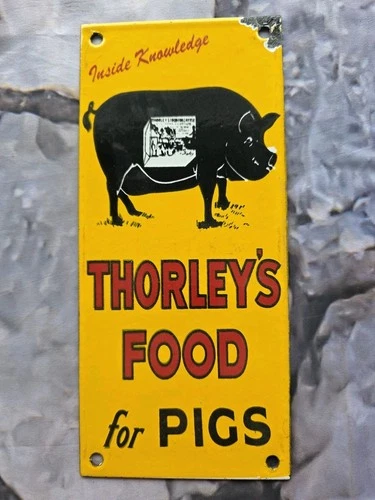 Inside Knowledge
THORLEY'S
FOOD
for PIGS